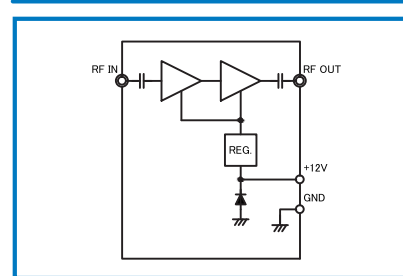 RF IN
RF OUT
REG.
+12V
GND